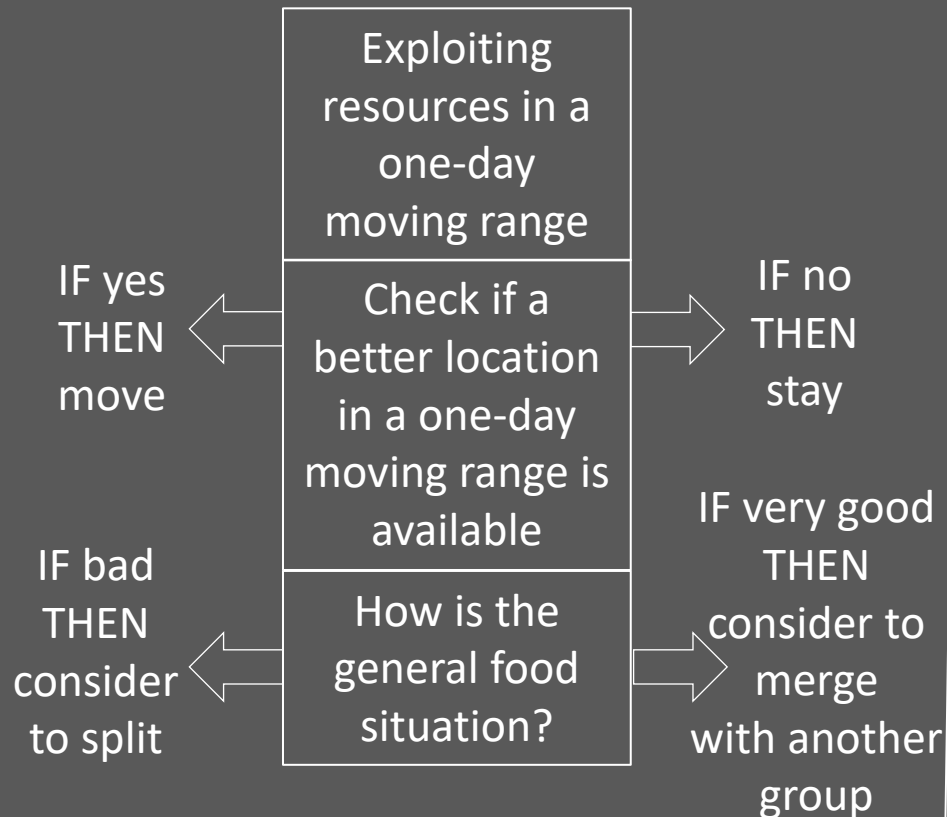 Exploiting
resources in a
one-day
moving range
IF yes
THEN
move
Check if a
better location
in a one-day
moving range is
available
IF no
THEN
stay
IF bad
THEN
consider
to split
How is the
general food
situation?
IF very good
THEN
consider to
merge
with another
group